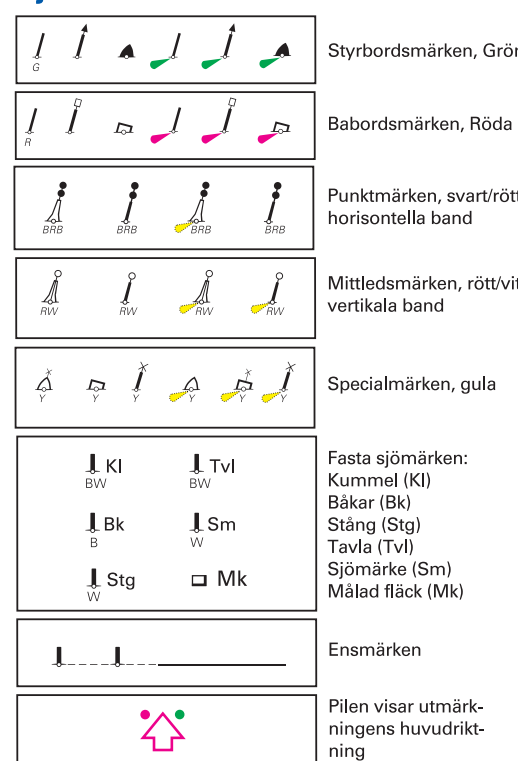 G
Styrbordsmärken, Grön
R
Babordsmärken, Röda
BRB BRB BRB BRB
Punktmärken, svart/rött
horisontella band
RW RW RW RW
Mittledsmärken, rött/vit
vertikala band
Y Y Y Y Y Y
Specialmärken, gula
Kl Tvl
BW BW
Bk Sm
B W
Stg Mk
W
Fasta sjömärken:
Kummel (Kl)
Båkar (Bk)
Stång (Stg)
Tavla (Tvl)
Sjömärke (Sm)
Målad fläck (Mk)
Ensmärken
Pilen visar utmärk-
ningens huvudrikt-
ning